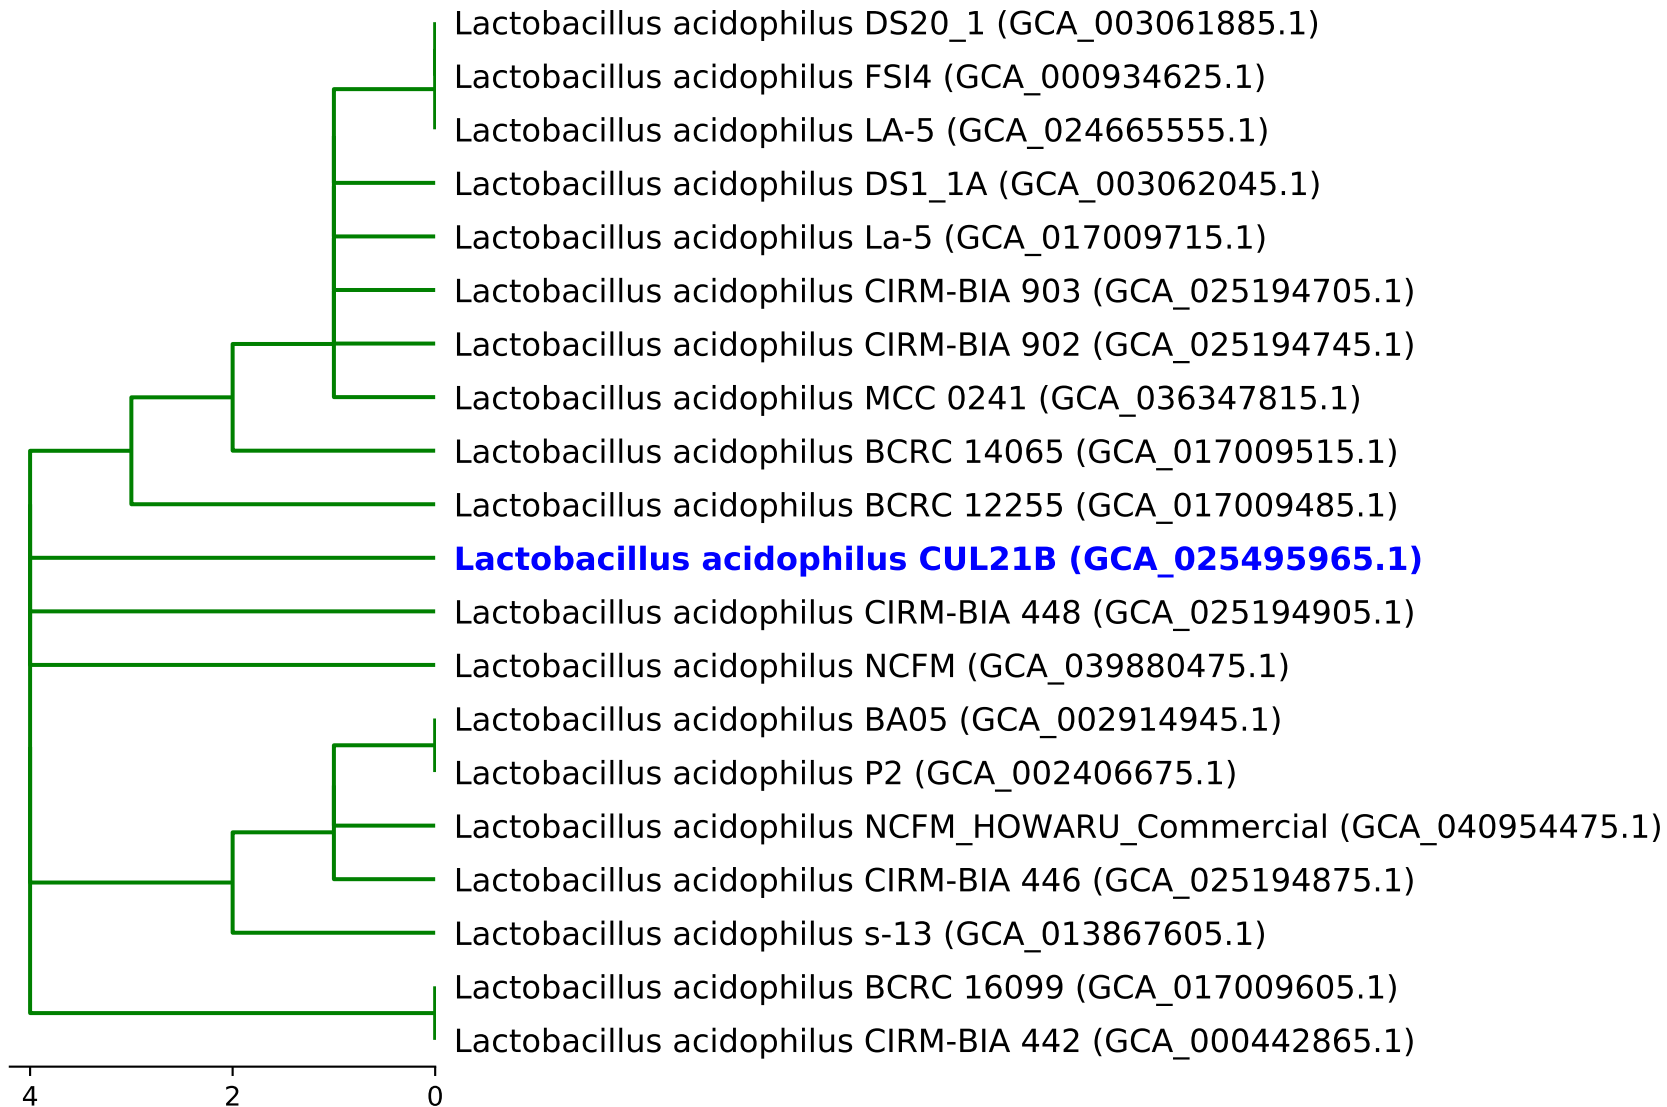 Lactobacillus acidophilus DS20_1 (GCA_003061885.1)
Lactobacillus acidophilus FSI4 (GCA_000934625.1)
Lactobacillus acidophilus LA-5 (GCA_024665555.1)
Lactobacillus acidophilus DS1_1A (GCA_003062045.1)
Lactobacillus acidophilus La-5 (GCA_017009715.1)
Lactobacillus acidophilus CIRM-BIA 903 (GCA_025194705.1)
Lactobacillus acidophilus CIRM-BIA 902 (GCA_025194745.1)
Lactobacillus acidophilus MCC 0241 (GCA_036347815.1)
Lactobacillus acidophilus BCRC 14065 (GCA_017009515.1)
Lactobacillus acidophilus BCRC 12255 (GCA_017009485.1)
Lactobacillus acidophilus CUL21B (GCA_025495965.1)
Lactobacillus acidophilus CIRM-BIA 448 (GCA_025194905.1)
Lactobacillus acidophilus NCFM (GCA_039880475.1)
Lactobacillus acidophilus BA05 (GCA_002914945.1)
Lactobacillus acidophilus P2 (GCA_002406675.1)
Lactobacillus acidophilus NCFM_HOWARU_Commercial (GCA_040954475.1)
Lactobacillus acidophilus CIRM-BIA 446 (GCA_025194875.1)
Lactobacillus acidophilus s-13 (GCA_013867605.1)
Lactobacillus acidophilus BCRC 16099 (GCA_017009605.1)
Lactobacillus acidophilus CIRM-BIA 442 (GCA_000442865.1)
4 2 0